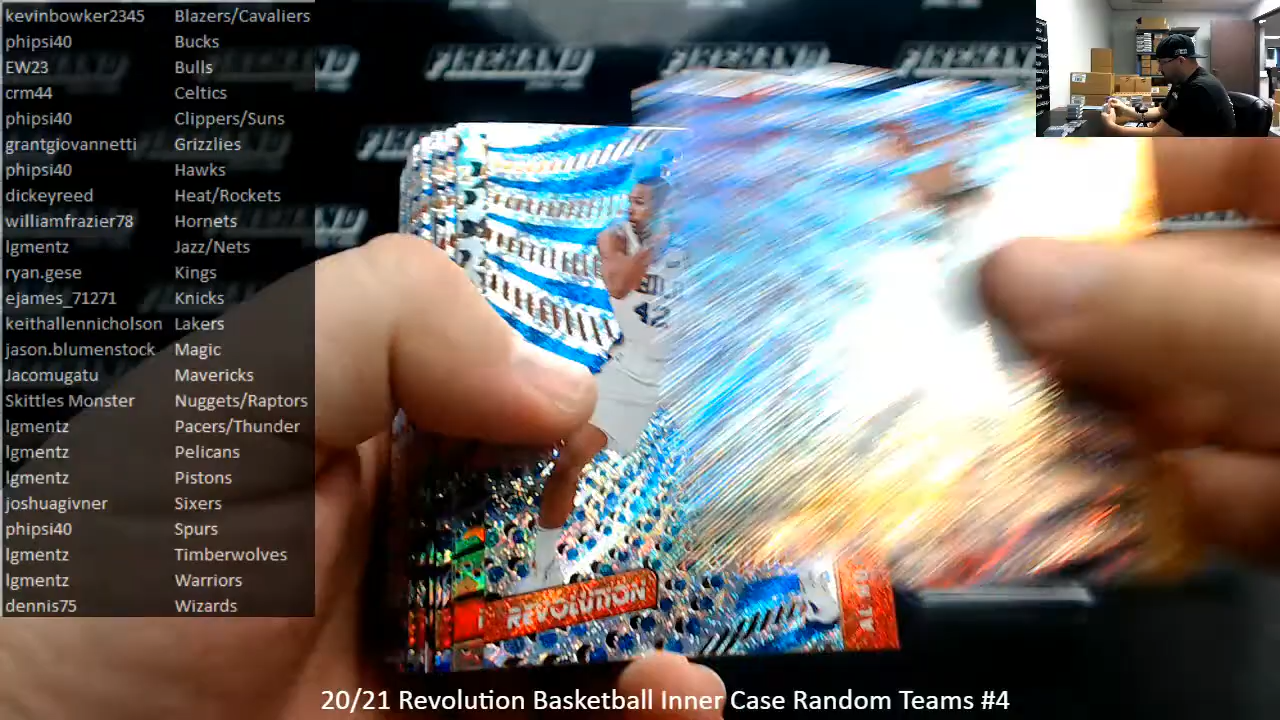 kevinbowker2345 Blazers/Cavaliers
phipsi40 Bucks
EW23 Bulls
crm44 Celtics
phipsi40 Clippers/Suns
grantgiovannetti Grizzlies
phipsi40 Hawks
dickeyreed Heat/Rockets
williamfrazier78 Hornets
lgmentz Jazz/Nets
ryan.gese Kings
ejames_71271 Knicks
keithallennicholson Lakers
jason.blumenstock Magic
Jacomugatu Mavericks
Skittles Monster Nuggets/Raptors
lgmentz Pacers/Thunder
lgmentz Pelicans
lgmentz Pistons
joshuagivner Sixers
phipsi40 Spurs
lgmentz Timberwolves
lgmentz Warriors
dennis75 Wizards
FIREHAND
42
REVOLUTION
20/21 Revolution Basketball Inner Case Random Teams #4